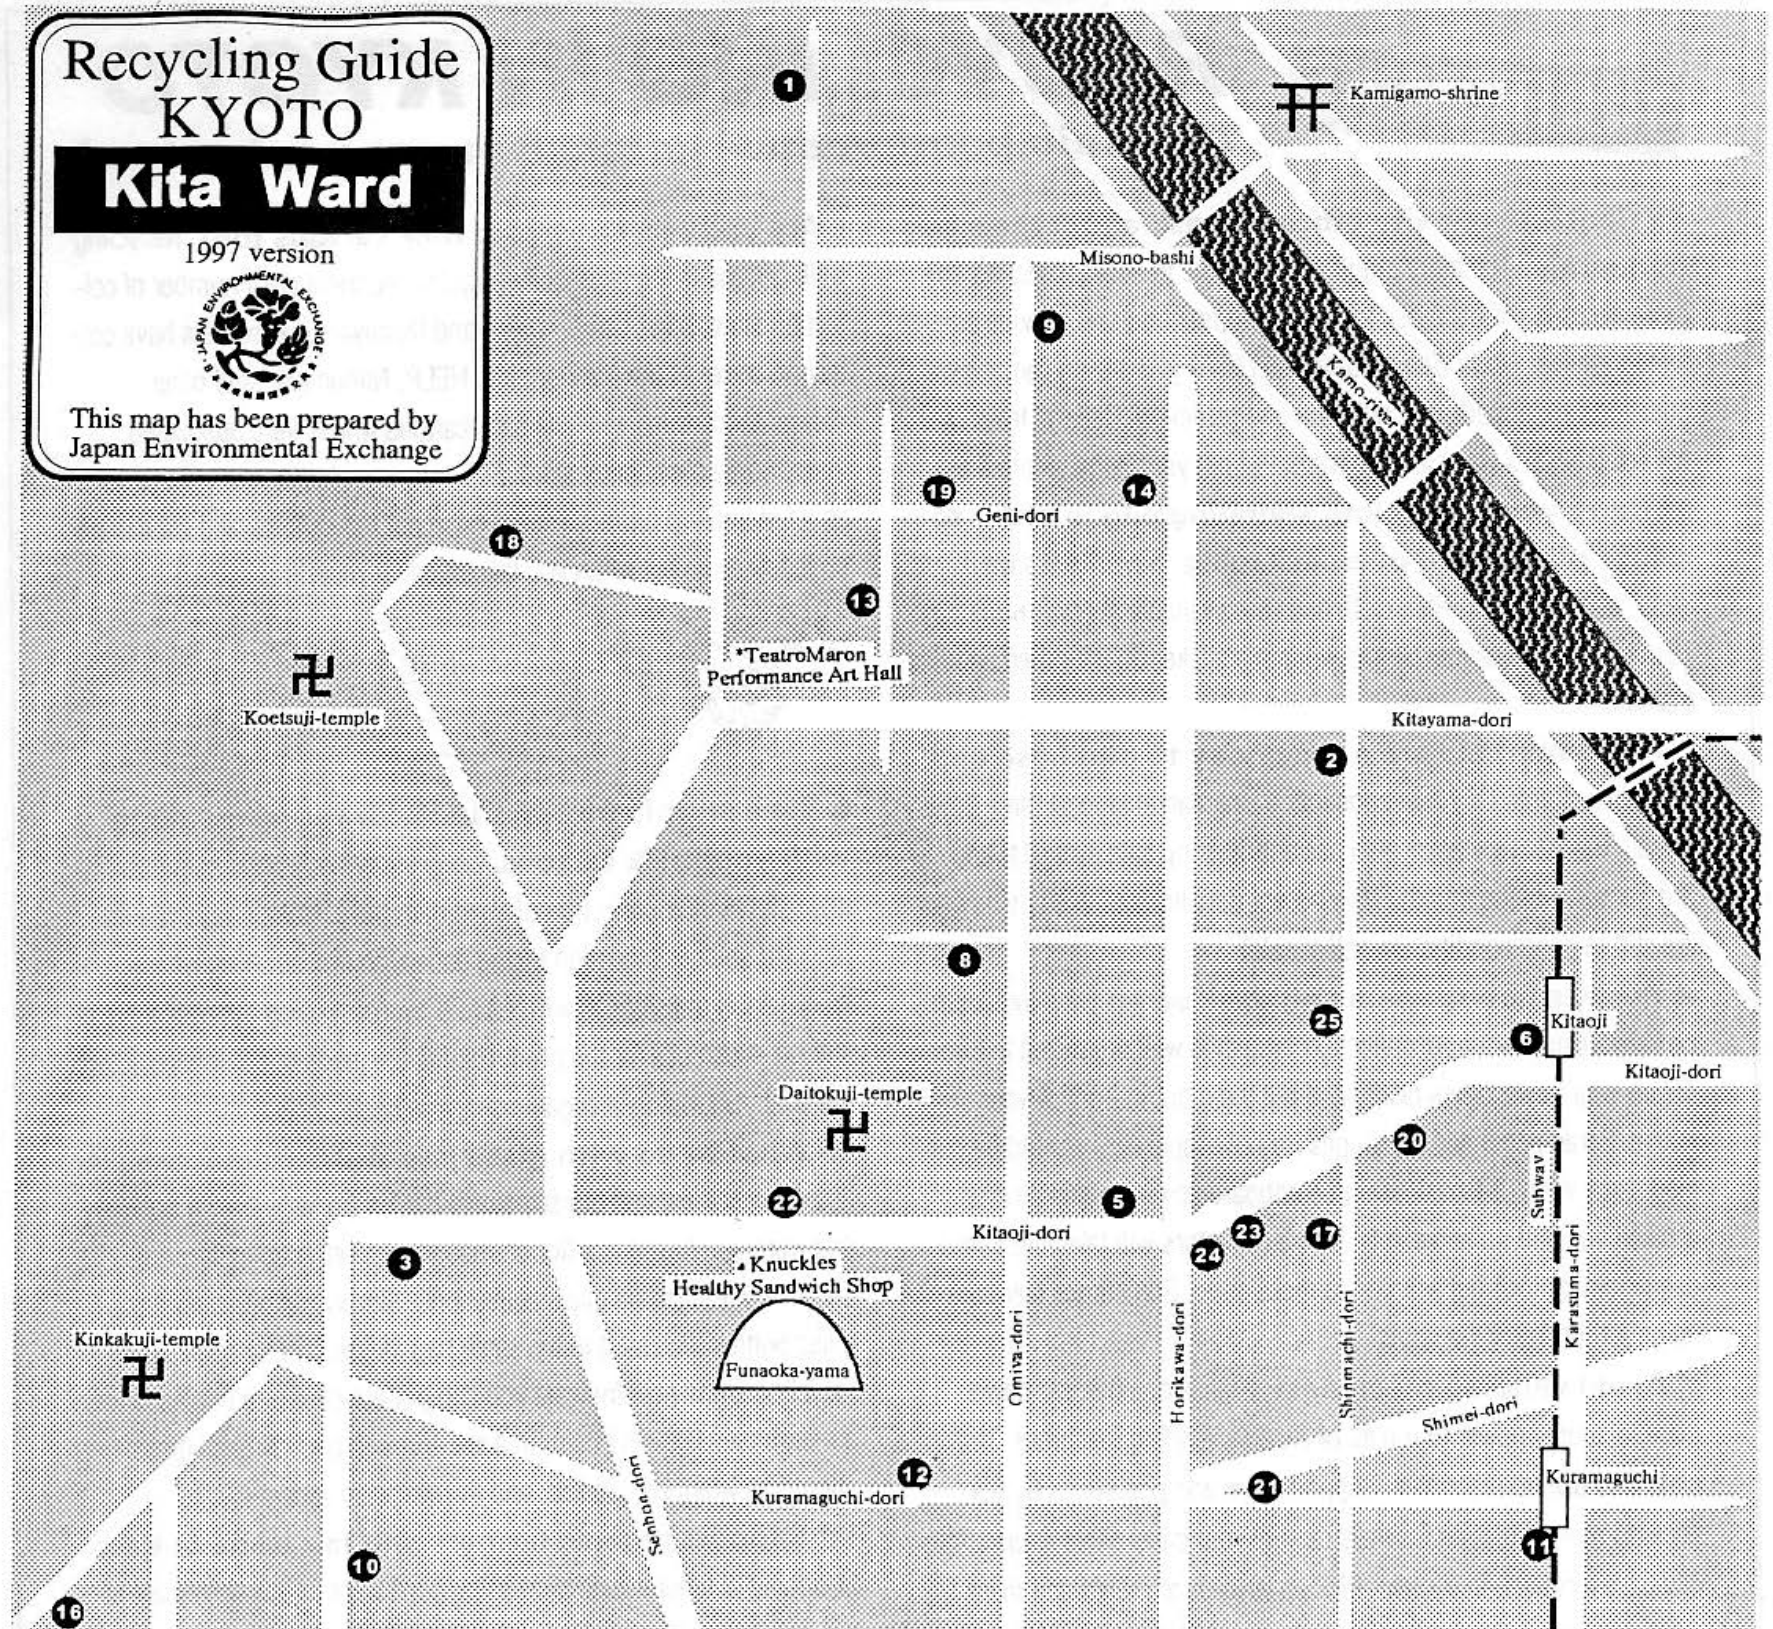 Recycling Guide
KYOTO
Kita Ward
1997 version
JAPAN ENVIRONMENTAL EXCHANGE
This map has been prepared by
Japan Environmental Exchange
1
Kamigamo-shrine
Misono-bashi
9
Kamo-river
19
14
Geni-dori
18
13
*TeatroMaron
Performance Art Hall
Koetsuji-temple
Kitayama-dori
2
8
25
Kitaoji
6
Kitaoji-dori
Daitokuji-temple
20
Subway
22
5
Kitaoji-dori
23
17
24
3
Knuckles
Healthy Sandwich Shop
Karasuma-dori
Kinkakuji-temple
Funaoka-yama
Omiya-dori
Horikawa-dori
Shinmachi-dori
Shimei-dori
12
Kuramaguchi
21
Kuramaguchi-dori
Senbon-dori
11
10
16